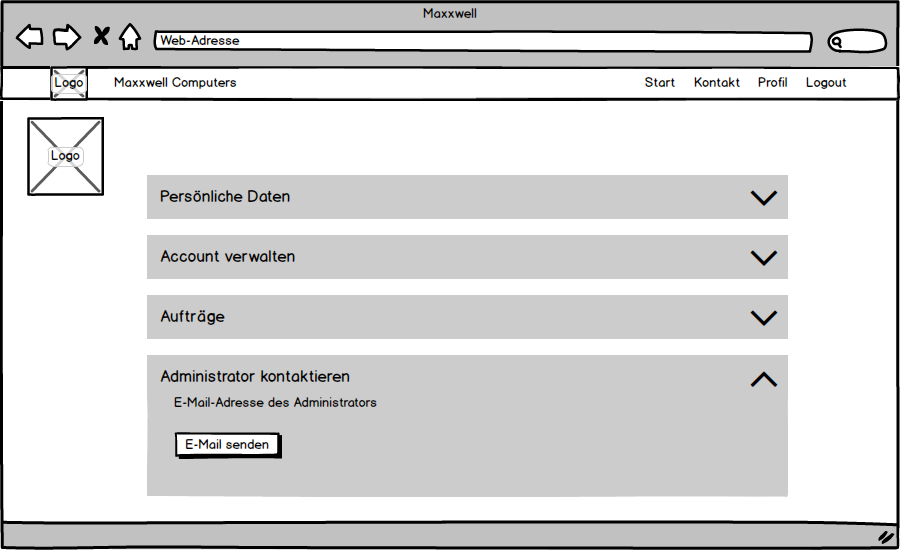 Maxxwell
Web-Adresse
Logo Maxxwell Computers Start Kontakt Profil Logout
Logo
Persönliche Daten
Account verwalten
Aufträge
Administrator kontaktieren
E-Mail-Adresse des Administrators
E-Mail senden